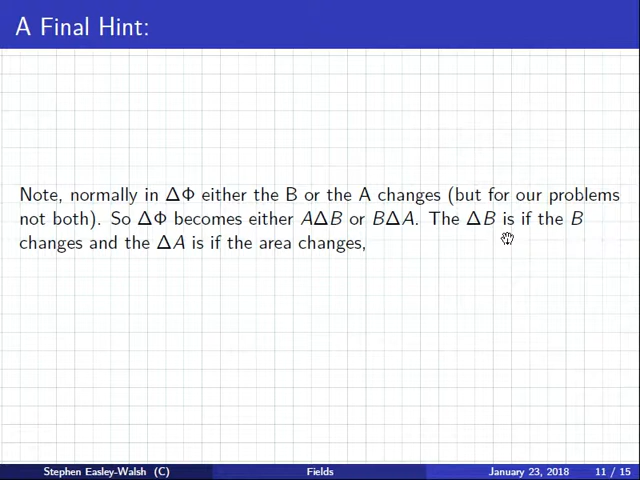 A Final Hint:
Note, normally in ΔΦ either the B or the A changes (but for our problems
not both). So ΔΦ becomes either AΔB or BΔA. The ΔB is if the B
changes and the ΔA is if the area changes,
Stephen Easley-Walsh (C) Fields January 23, 2018 11 / 15